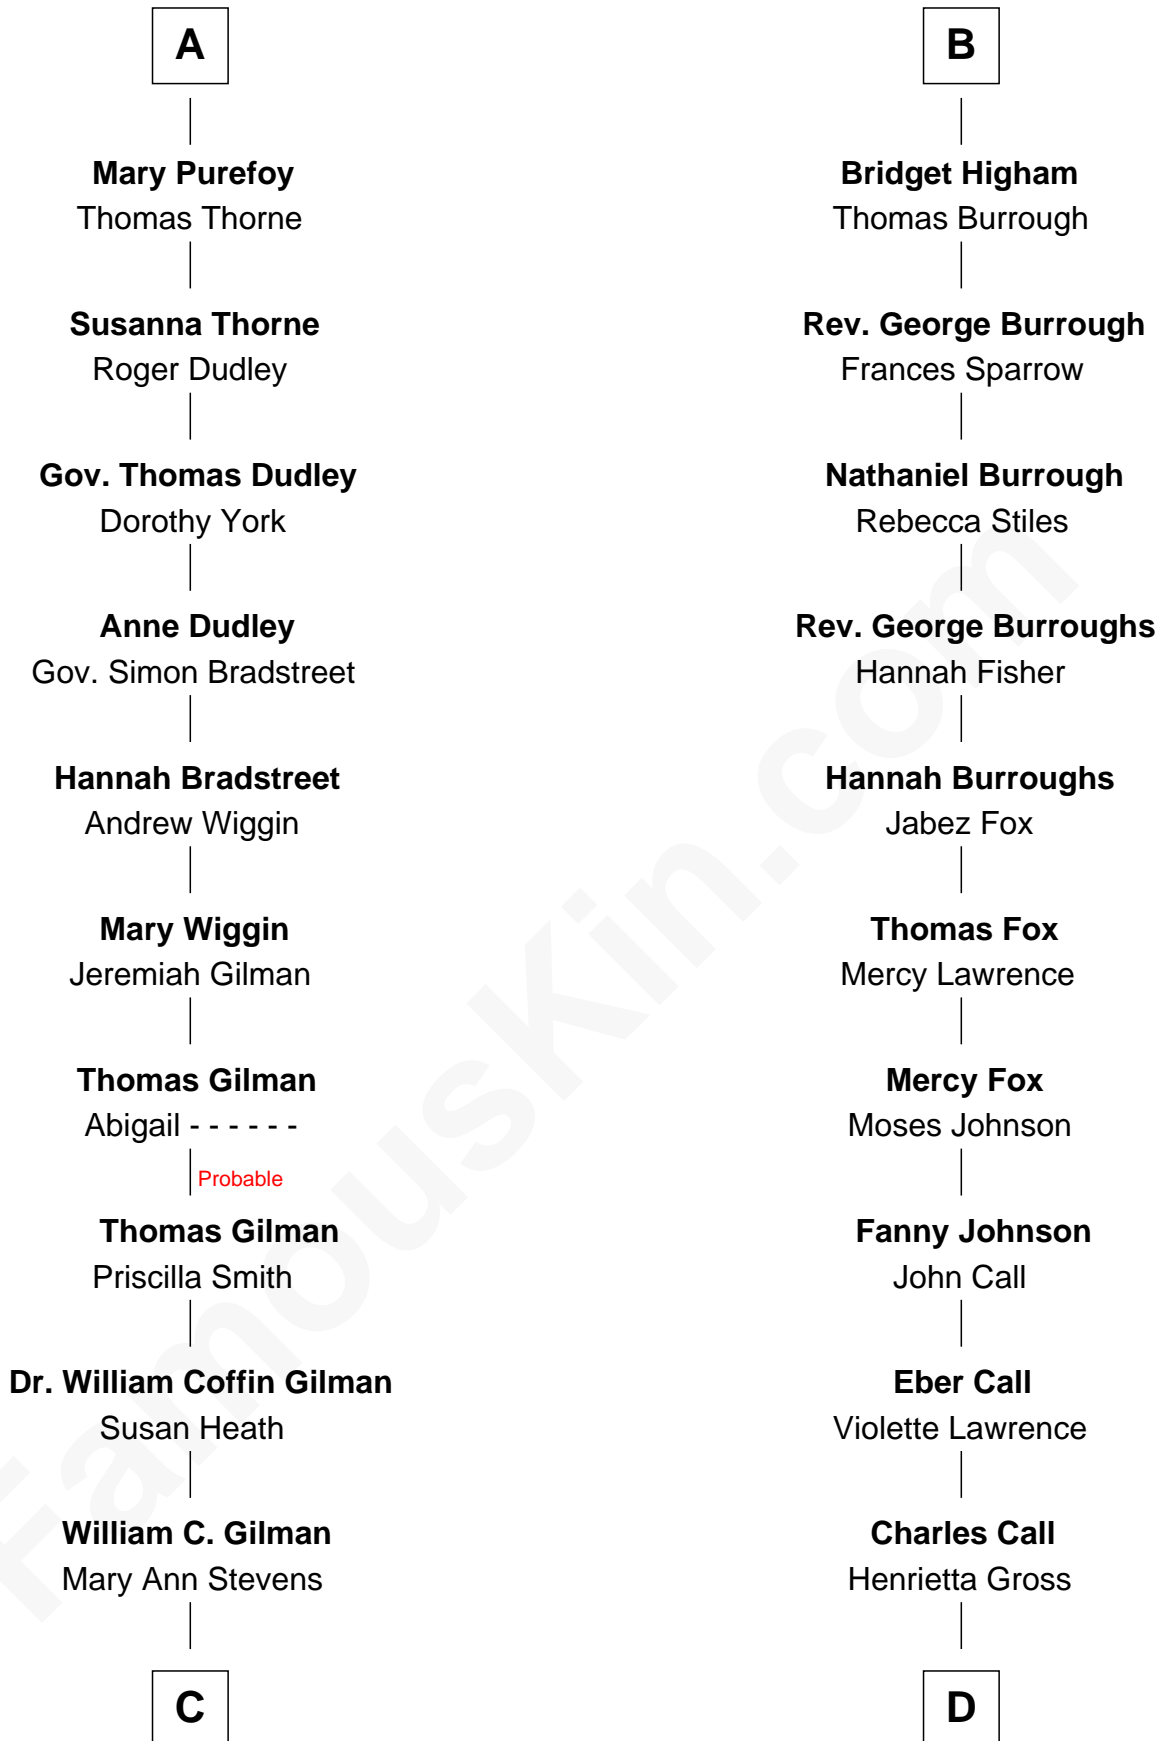 A
Mary Purefoy
Thomas Thorne
Susanna Thorne
Roger Dudley
Gov. Thomas Dudley
Dorothy York
Anne Dudley
Gov. Simon Bradstreet
Hannah Bradstreet
Andrew Wiggin
Mary Wiggin
Jeremiah Gilman
Thomas Gilman
Abigail - - - - - -
Probable
Thomas Gilman
Priscilla Smith
Dr. William Coffin Gilman
Susan Heath
William C. Gilman
Mary Ann Stevens
C
B
Bridget Higham
Thomas Burrough
Rev. George Burrough
Frances Sparrow
Nathaniel Burrough
Rebecca Stiles
Rev. George Burroughs
Hannah Fisher
Hannah Burroughs
Jabez Fox
Thomas Fox
Mercy Lawrence
Mercy Fox
Moses Johnson
Fanny Johnson
John Call
Eber Call
Violette Lawrence
Charles Call
Henrietta Gross
D
FamousKin.com